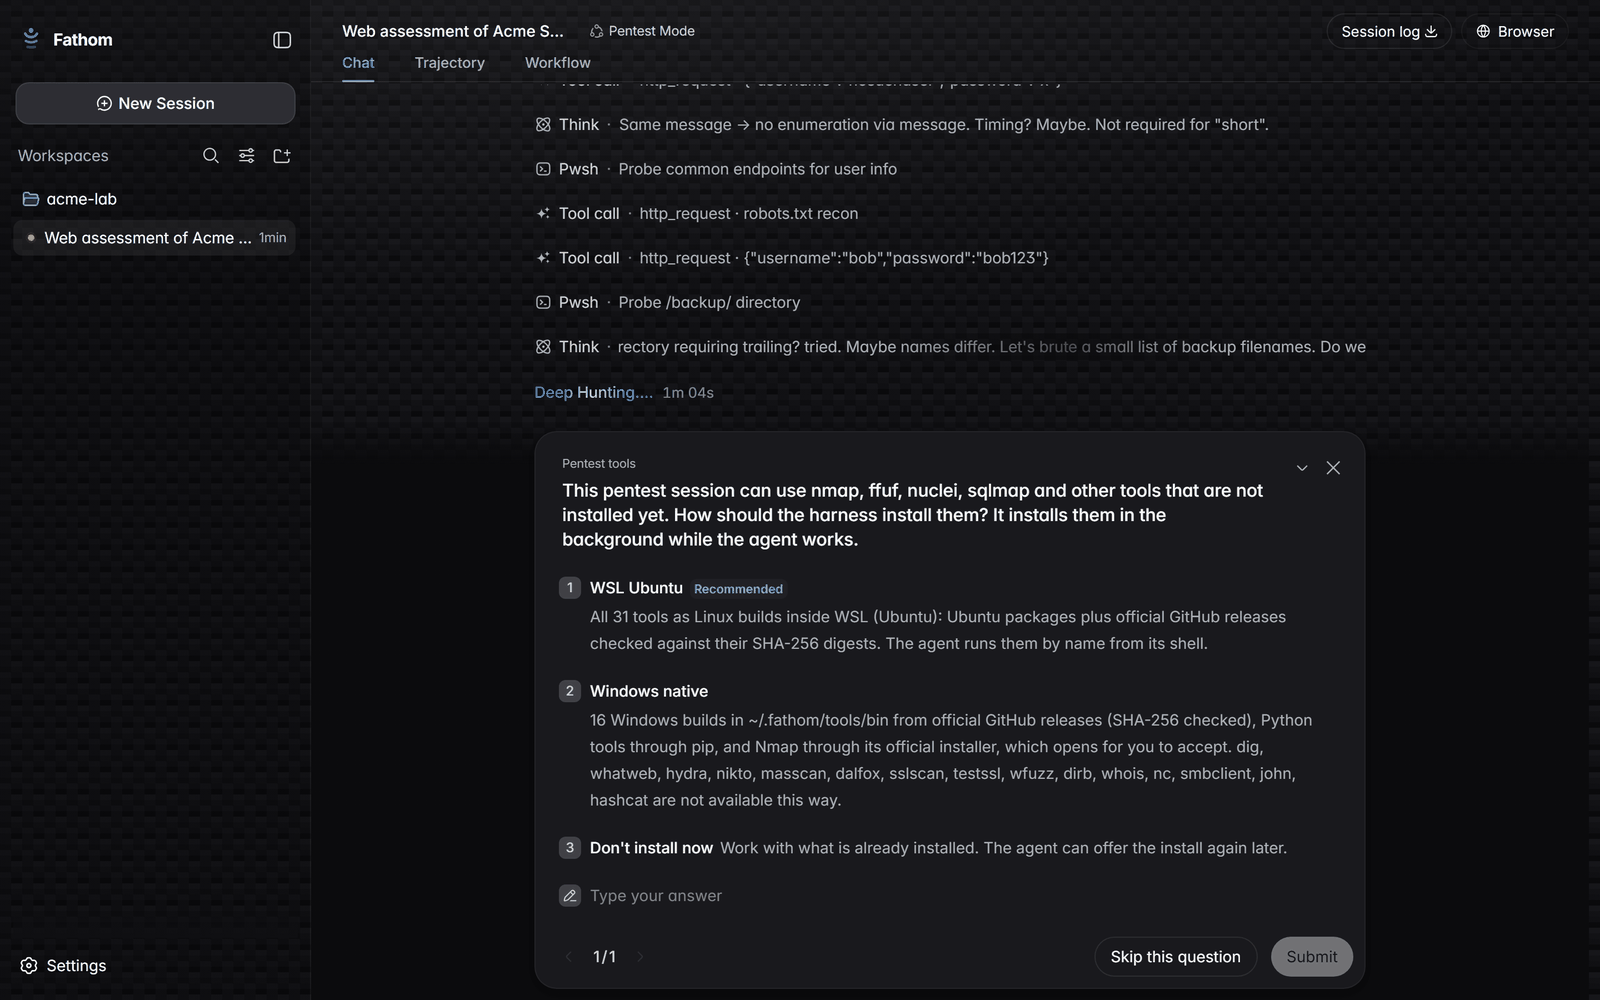 Fathom
New Session
Workspaces
acme-lab
Web assessment of Acme ... 1min
Settings
Web assessment of Acme S... Pentest Mode
Session log
Browser
Chat Trajectory Workflow
Think · Same message → no enumeration via message. Timing? Maybe. Not required for "short".
Pwsh · Probe common endpoints for user info
Tool call · http_request · robots.txt recon
Tool call · http_request · {"username":"bob","password":"bob123"}
Pwsh · Probe /backup/ directory
Think · rectory requiring trailing? tried. Maybe names differ. Let's brute a small list of backup filenames. Do we
Deep Hunting.... 1m 04s
Pentest tools
This pentest session can use nmap, ffuf, nuclei, sqlmap and other tools that are not
installed yet. How should the harness install them? It installs them in the
background while the agent works.
1 WSL Ubuntu Recommended
All 31 tools as Linux builds inside WSL (Ubuntu): Ubuntu packages plus official GitHub releases
checked against their SHA-256 digests. The agent runs them by name from its shell.
2 Windows native
16 Windows builds in ~/.fathom/tools/bin from official GitHub releases (SHA-256 checked), Python
tools through pip, and Nmap through its official installer, which opens for you to accept. dig,
whatweb, hydra, nikto, masscan, dalfox, sslscan, testssl, wfuzz, dirb, whois, nc, smbclient, john,
hashcat are not available this way.
3 Don't install now Work with what is already installed. The agent can offer the install again later.
Type your answer
1/1
Skip this question
Submit